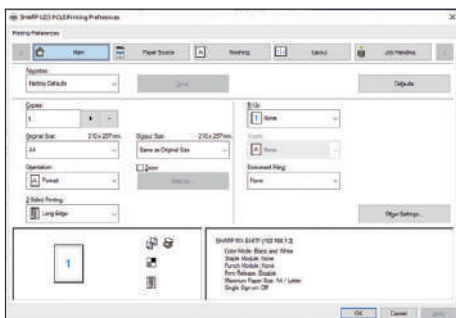 SHARP UD3 PCL6 Printing Preferences
Printing Preferences
Main
Paper Source
Finishing
Layout
Job Handling
Favorites:
Factory Defaults
Save
Defaults
Copies:
1
N-Up:
1 None
Original Size:
210 x 297 mm.
Output Size:
210 x 297 mm.
A4
Same as Original Size
None
Orientation:
Zoom
Document Filing:
A Portrait
Settings
None
2-Sided Printing:
Long Edge
Other Settings...
1
Color Mode: Black and White
Staple Module: None
Punch Module: None
Print Release: Disable
Maximum Paper Size: A4 / Letter
Single Sign-on: Off
OK
Cancel
Apply